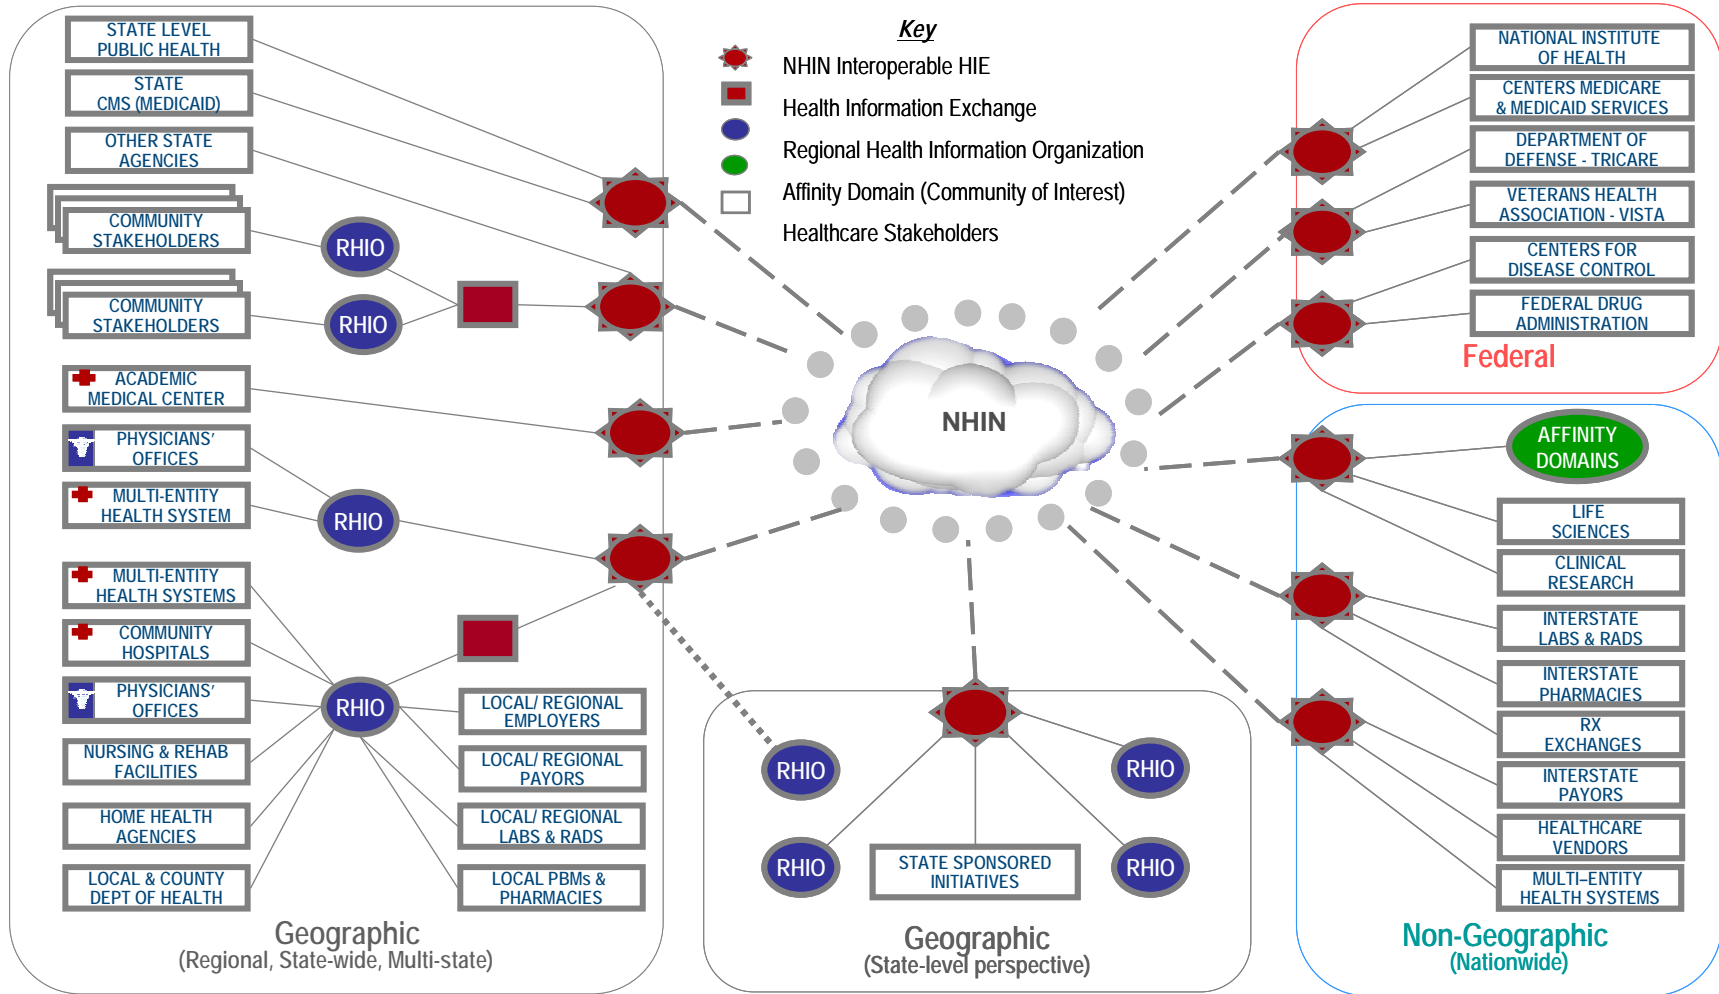 STATE LEVEL
PUBLIC HEALTH
STATE
CMS (MEDICAID)
OTHER STATE
AGENCIES
COMMUNITY
STAKEHOLDERS
RHIO
COMMUNITY
STAKEHOLDERS
RHIO
ACADEMIC
MEDICAL CENTER
PHYSICIANS'
OFFICES
MULTI-ENTITY
HEALTH SYSTEM
RHIO
MULTI-ENTITY
HEALTH SYSTEMS
COMMUNITY
HOSPITALS
PHYSICIANS'
OFFICES
NURSING & REHAB
FACILITIES
HOME HEALTH
AGENCIES
LOCAL & COUNTY
DEPT OF HEALTH
RHIO
LOCAL/ REGIONAL
EMPLOYERS
LOCAL/ REGIONAL
PAYORS
LOCAL/ REGIONAL
LABS & RADS
LOCAL PBMs &
PHARMACIES
Geographic
(Regional, State-wide, Multi-state)
Key
NHIN Interoperable HIE
Health Information Exchange
Regional Health Information Organization
Affinity Domain (Community of Interest)
Healthcare Stakeholders
NHIN
RHIO
RHIO
RHIO
RHIO
STATE SPONSORED
INITIATIVES
Geographic
(State-level perspective)
NATIONAL INSTITUTE
OF HEALTH
CENTERS MEDICARE
& MEDICAID SERVICES
DEPARTMENT OF
DEFENSE - TRICARE
VETERANS HEALTH
ASSOCIATION - VISTA
CENTERS FOR
DISEASE CONTROL
FEDERAL DRUG
ADMINISTRATION
Federal
AFFINITY
DOMAINS
LIFE
SCIENCES
CLINICAL
RESEARCH
INTERSTATE
LABS & RADS
INTERSTATE
PHARMACIES
RX
EXCHANGES
INTERSTATE
PAYORS
HEALTHCARE
VENDORS
MULTI–ENTITY
HEALTH SYSTEMS
Non-Geographic
(Nationwide)